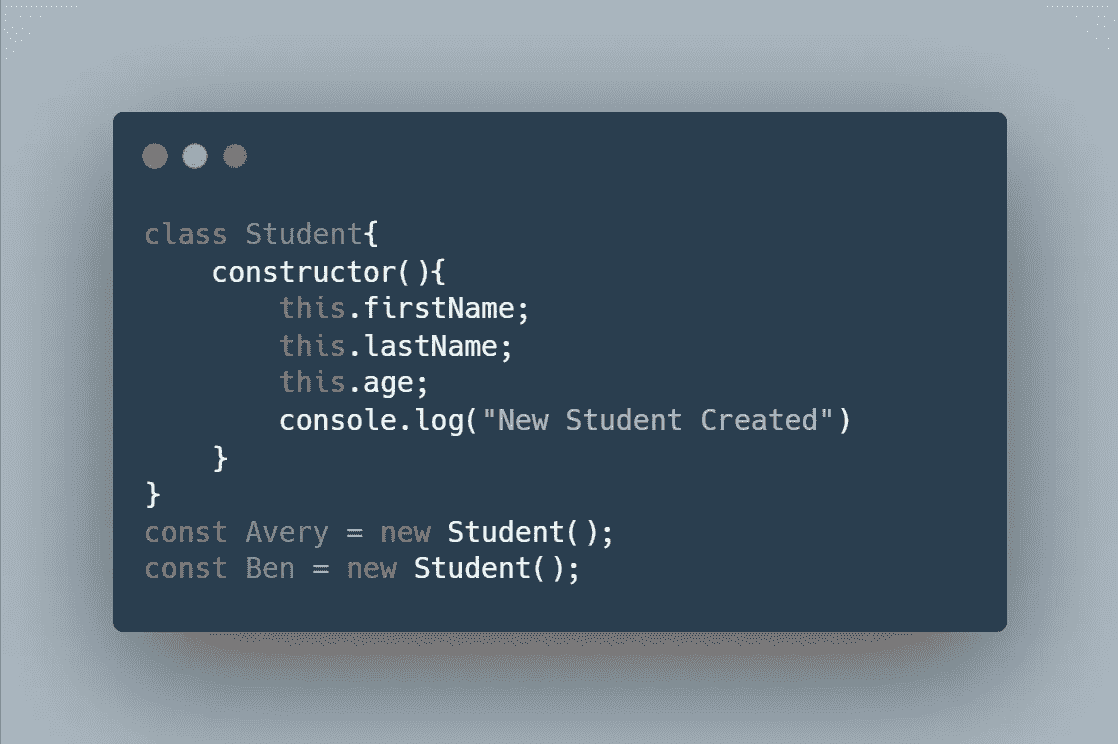 class Student{
    constructor(){
        this.firstName;
        this.lastName;
        this.age;
        console.log("New Student Created")
    }
}
const Avery = new Student();
const Ben = new Student();